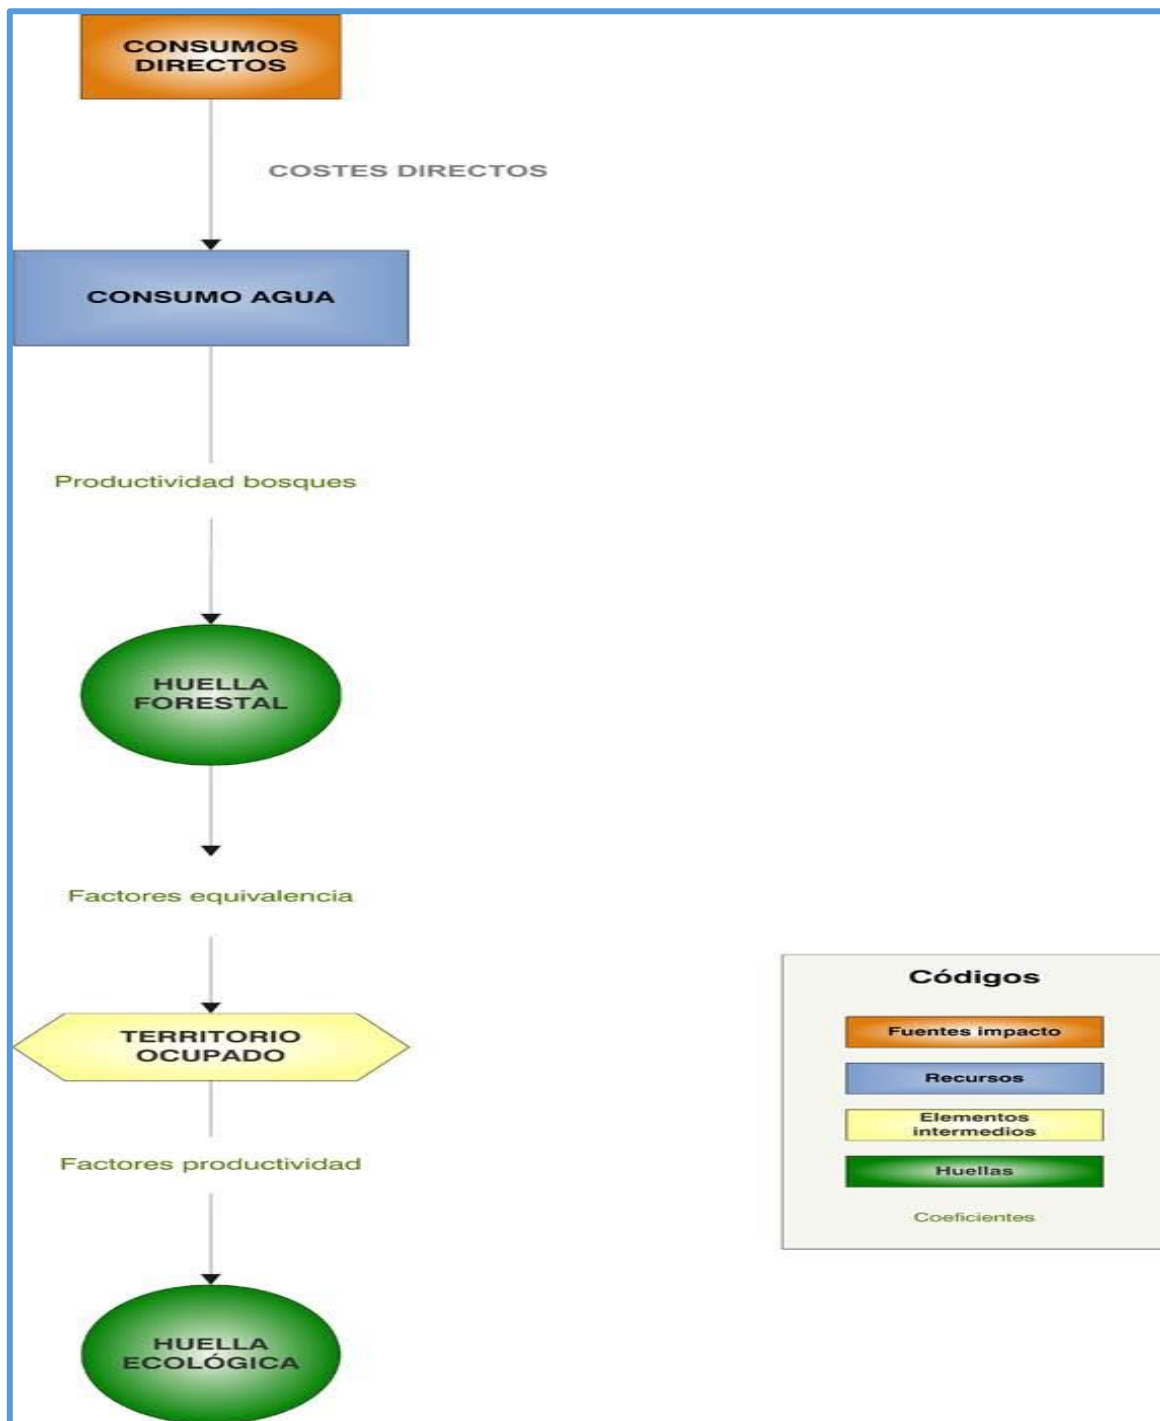 CONSUMOS
DIRECTOS
COSTES DIRECTOS
CONSUMO AGUA
Productividad bosques
HUELLA
FORESTAL
Factores equivalencia
TERRITORIO
OCUPADO
Factores productividad
HUELLA
ECOLÓGICA
Códigos
Fuentes impacto
Recursos
Elementos
intermedios
Huellas
Coeficientes